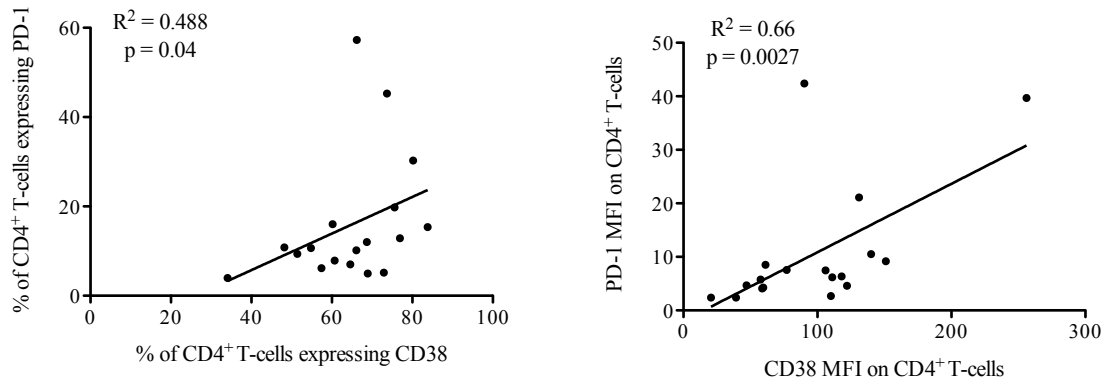 R² = 0.488
p = 0.04
% of CD4⁺ T-cells expressing PD-1
60
40
20
0
0 20 40 60 80 100
% of CD4⁺ T-cells expressing CD38
R² = 0.66
p = 0.0027
PD-1 MFI on CD4⁺ T-cells
50
40
30
20
10
0
0 100 200 300
CD38 MFI on CD4⁺ T-cells